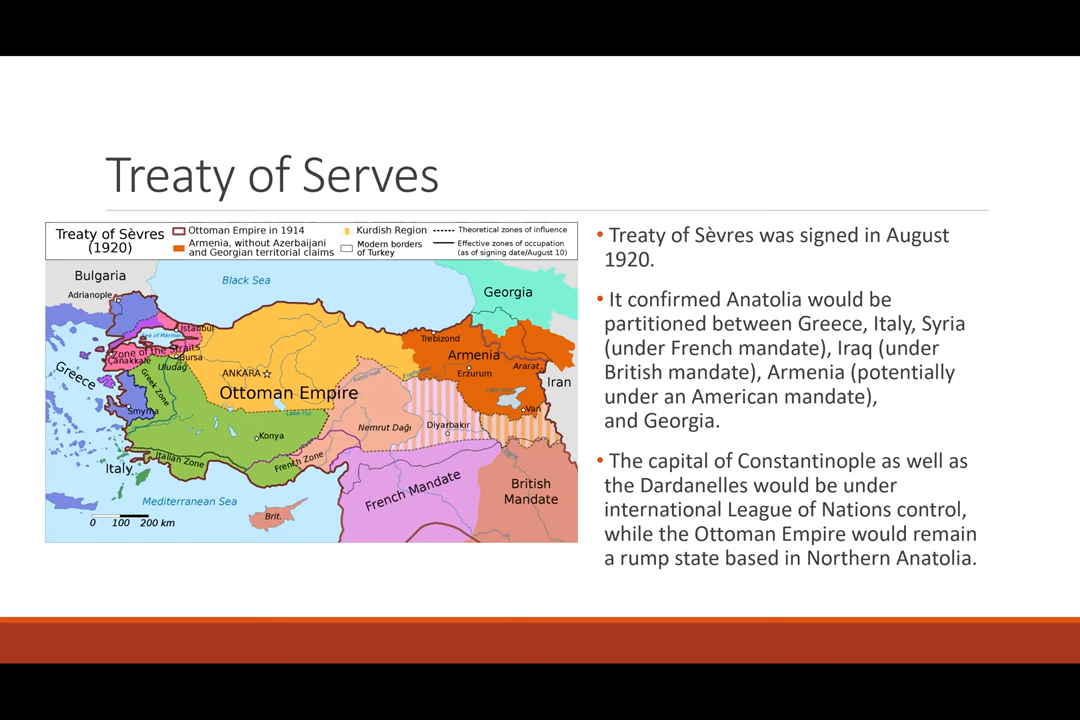 Treaty of Serves
Treaty of Sèvres
(1920)
Ottoman Empire in 1914
Armenia, without Azerbaijani
and Georgian territorial claims
Kurdish Region
Modern borders
of Turkey
Theoretical zones of influence
Effective zones of occupation
(as of signing date/August 10)
Bulgaria
Adrianople
Black Sea
Georgia
Istanbul
Sea of Marmara
Zone of the Straits
Çanakkale
Bursa
Uludağ
Trebizond
Armenia
Erzurum
Ararat
Iran
ANKARA
Ottoman Empire
Greece
Greek Zone
Smyrna
Lake Tuz
Euphrates
Van
Konya
Nemrut Dağı
Diyarbakır
Italy
Italian Zone
French Zone
French Mandate
British
Mandate
Mediterranean Sea
Brit.
0 100 200 km
• Treaty of Sèvres was signed in August
1920.
• It confirmed Anatolia would be
partitioned between Greece, Italy, Syria
(under French mandate), Iraq (under
British mandate), Armenia (potentially
under an American mandate),
and Georgia.
• The capital of Constantinople as well as
the Dardanelles would be under
international League of Nations control,
while the Ottoman Empire would remain
a rump state based in Northern Anatolia.